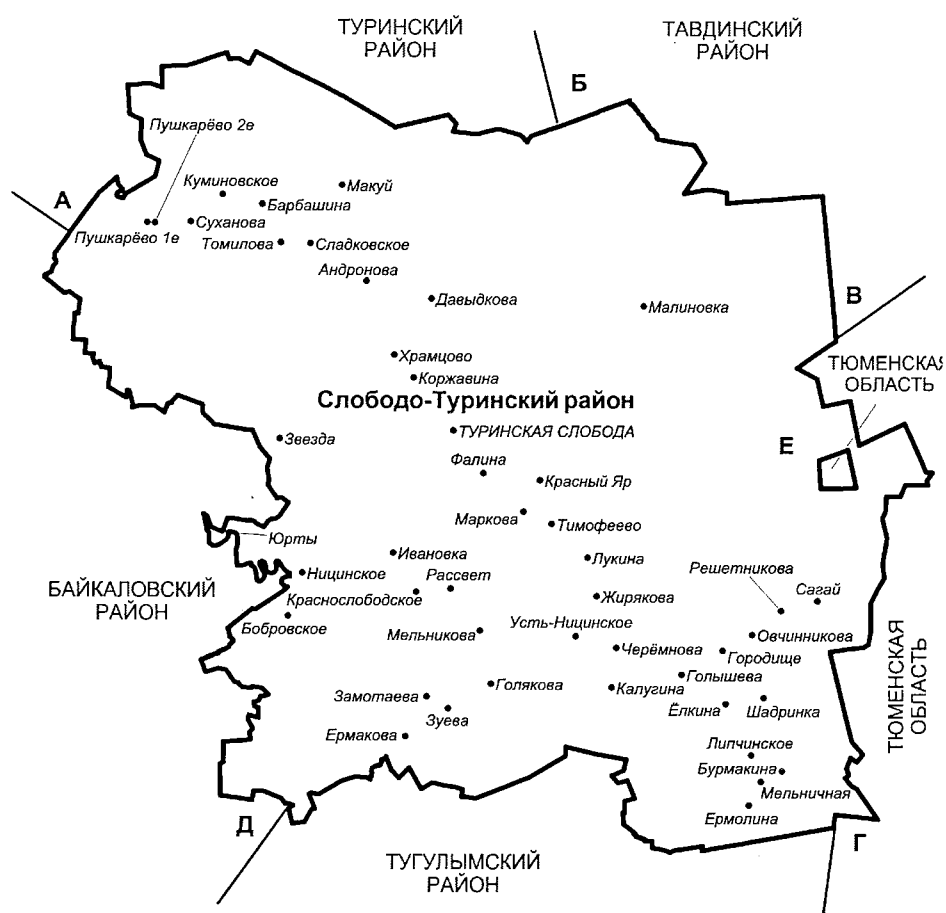 ТУРИНСКИЙ
РАЙОН
ТАВДИНСКИЙ
РАЙОН
Б
Пушкарёво 2е
А
Куминовское
Макуй
Барбашина
Пушкарёво 1е
Суханова
Томилова
Сладковское
Андронова
Давыдкова
Малиновка
В
Храмцово
Коржавина
ТЮМЕНСКАЯ
ОБЛАСТЬ
Слободо-Туринский район
ТУРИНСКАЯ СЛОБОДА
Звезда
Е
Фалина
Красный Яр
Маркова
Тимофеево
Юрты
Ивановка
Лукина
БАЙКАЛОВСКИЙ
РАЙОН
Ницинское
Рассвет
Решетникова
Сагай
Краснослободское
Жирякова
Бобровское
Мельникова
Усть-Ницинское
Овчинникова
Черёмнова
Городище
ТЮМЕНСКАЯ
ОБЛАСТЬ
Голышева
Голякова
Калугина
Замотаева
Зуева
Ёлкина
Шадринка
Ермакова
Липчинское
Бурмакина
Мельничная
Ермолина
Д
Г
ТУГУЛЫМСКИЙ
РАЙОН